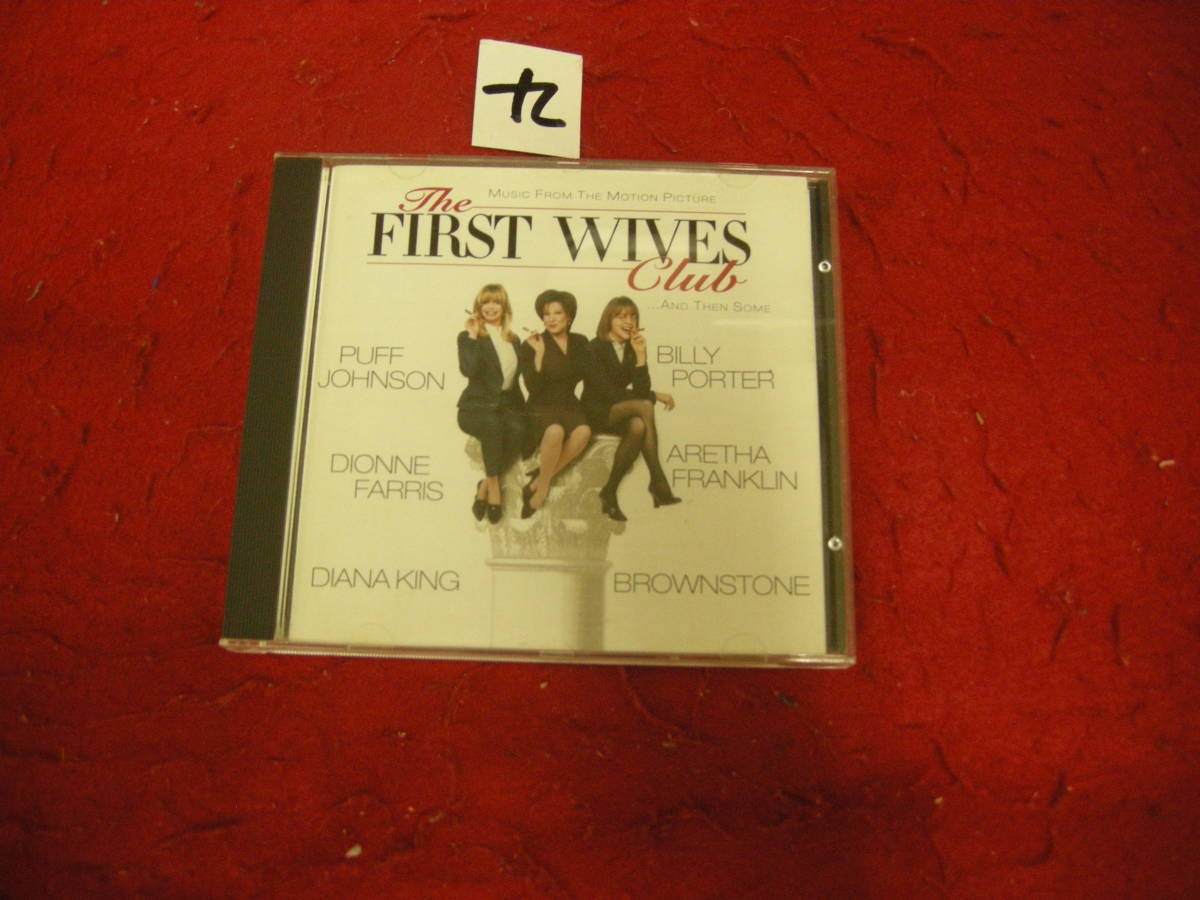 九
MUSIC FROM THE MOTION PICTURE
The
FIRST WIVES
Club
...AND THEN SOME
PUFF
JOHNSON
BILLY
PORTER
DIONNE
FARRIS
ARETHA
FRANKLIN
DIANA KING
BROWNSTONE